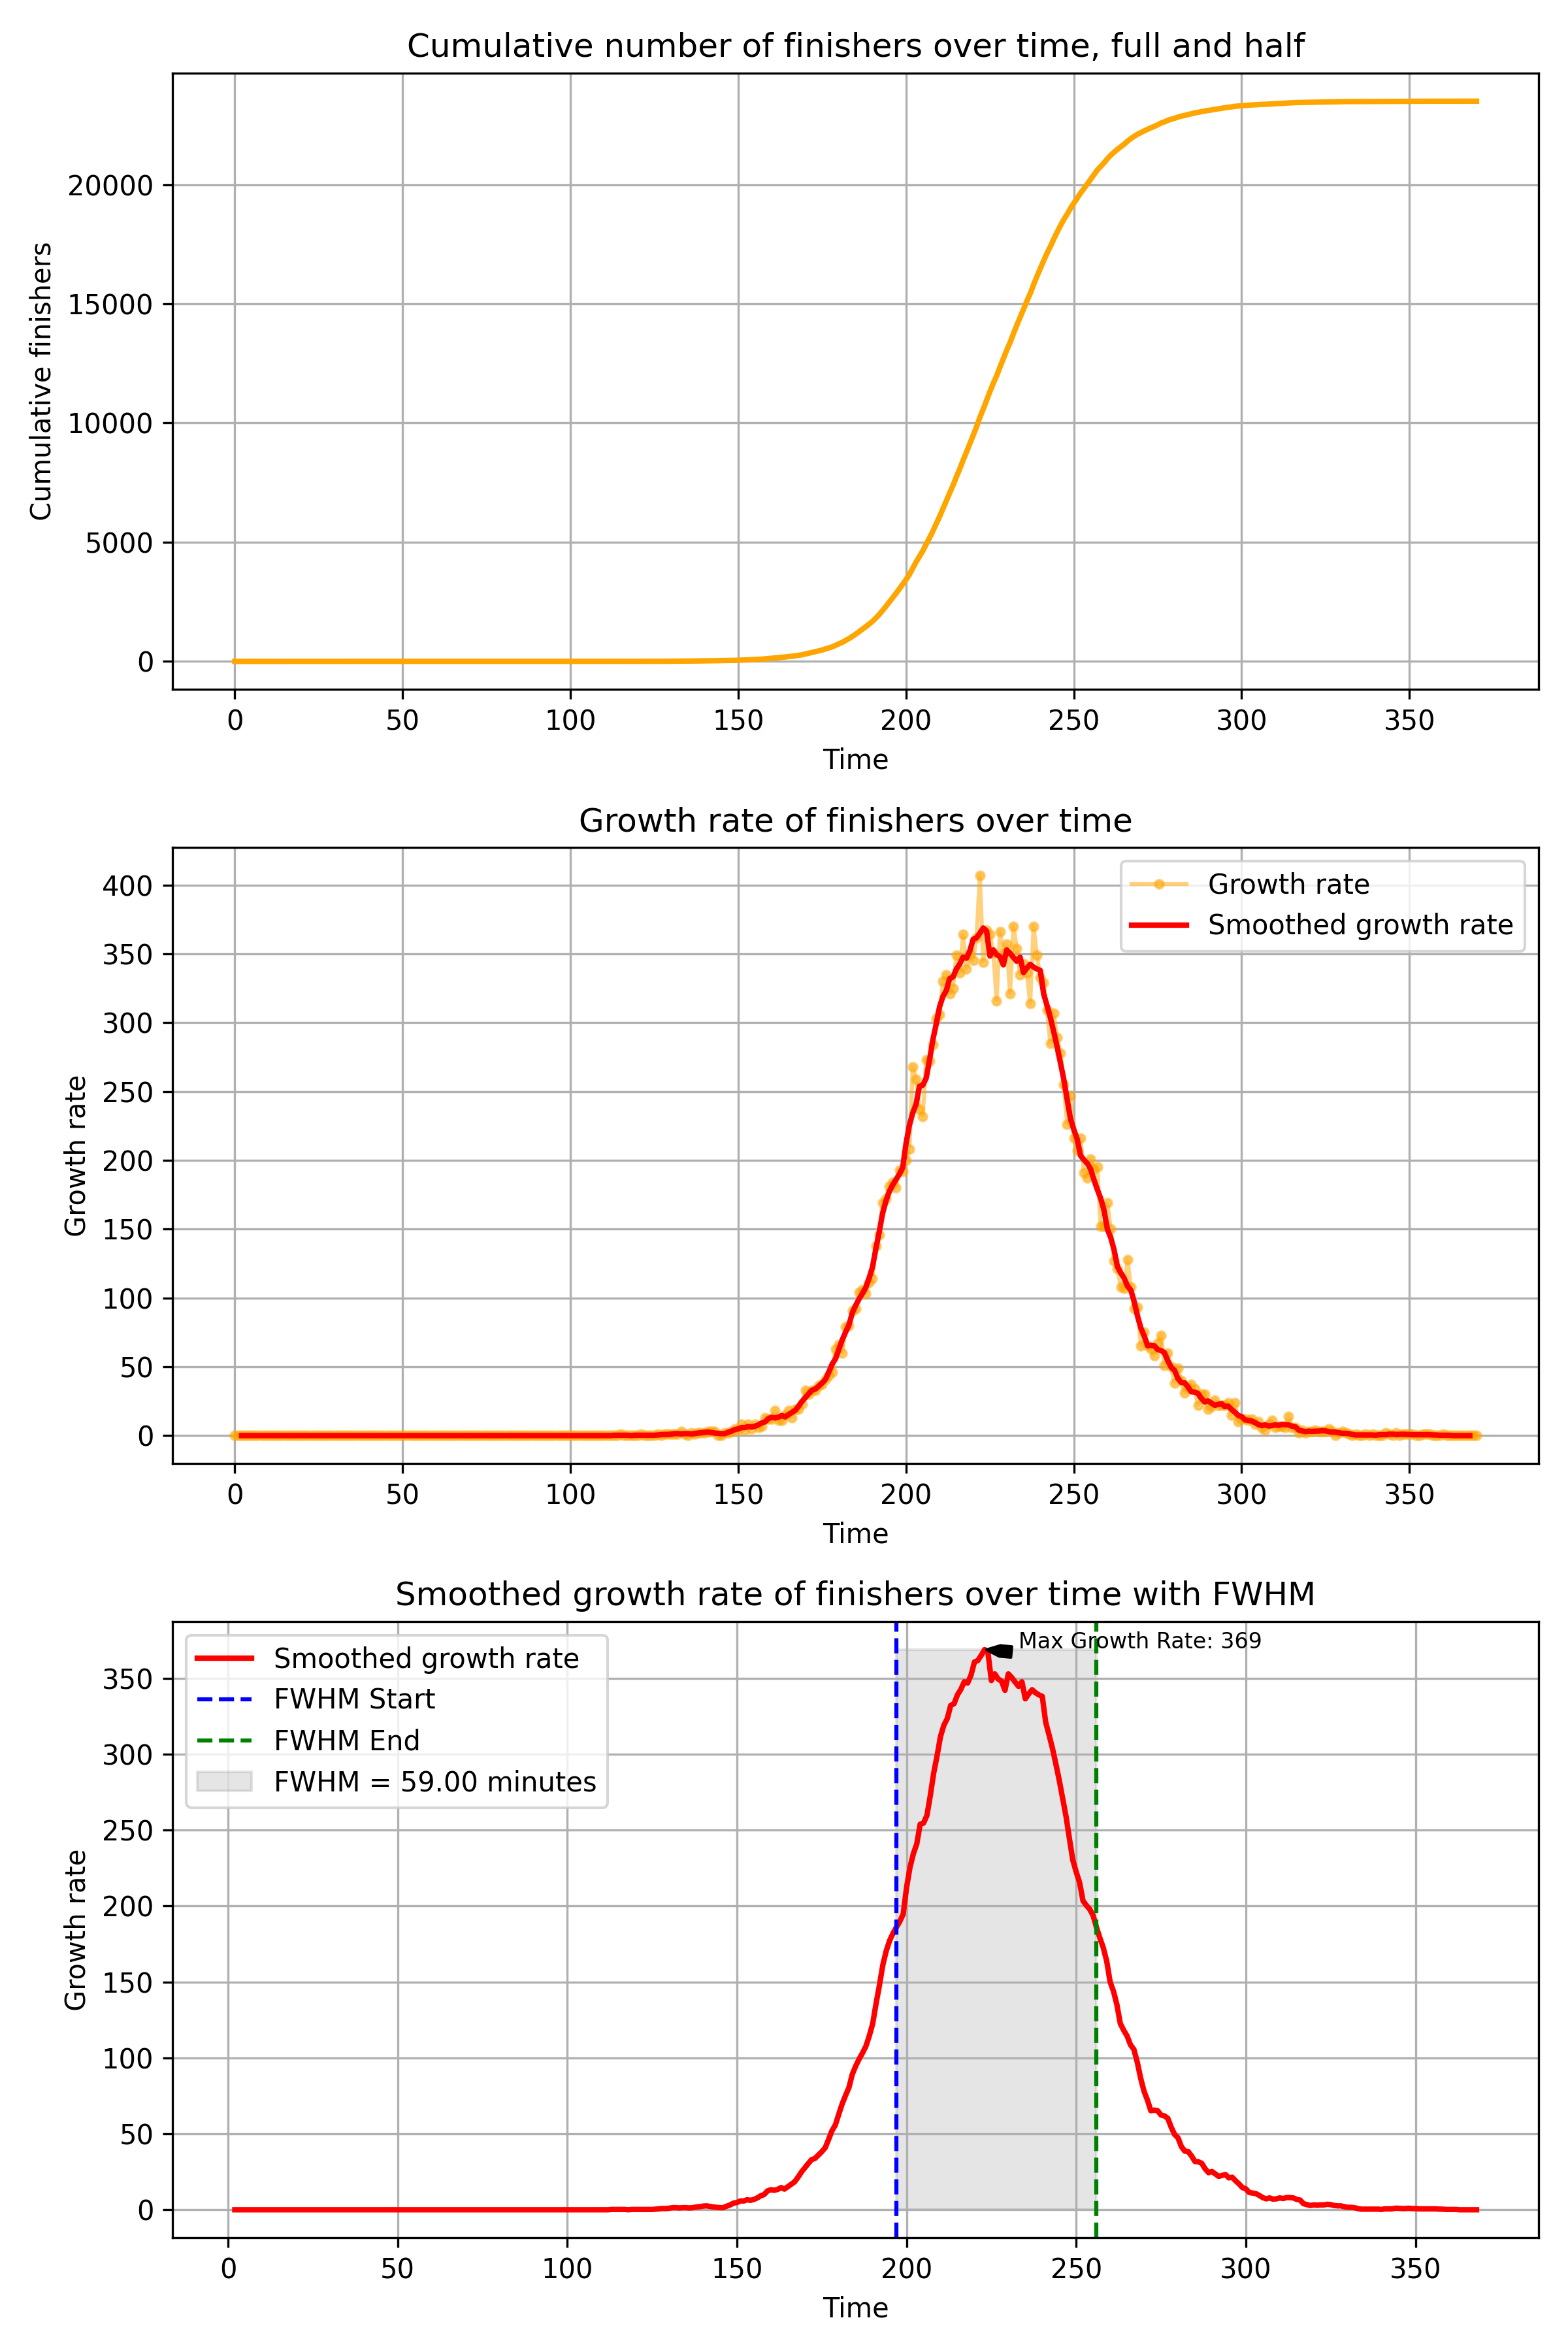 Cumulative number of finishers over time, full and half
20000
15000
10000
5000
0
Cumulative finishers
0 50 100 150 200 250 300 350
Time
Growth rate of finishers over time
400
350
300
250
200
150
100
50
0
Growth rate
Growth rate
Smoothed growth rate
0 50 100 150 200 250 300 350
Time
Smoothed growth rate of finishers over time with FWHM
350
300
250
200
150
100
50
0
Growth rate
Smoothed growth rate
FWHM Start
FWHM End
FWHM = 59.00 minutes
Max Growth Rate: 369
0 50 100 150 200 250 300 350
Time